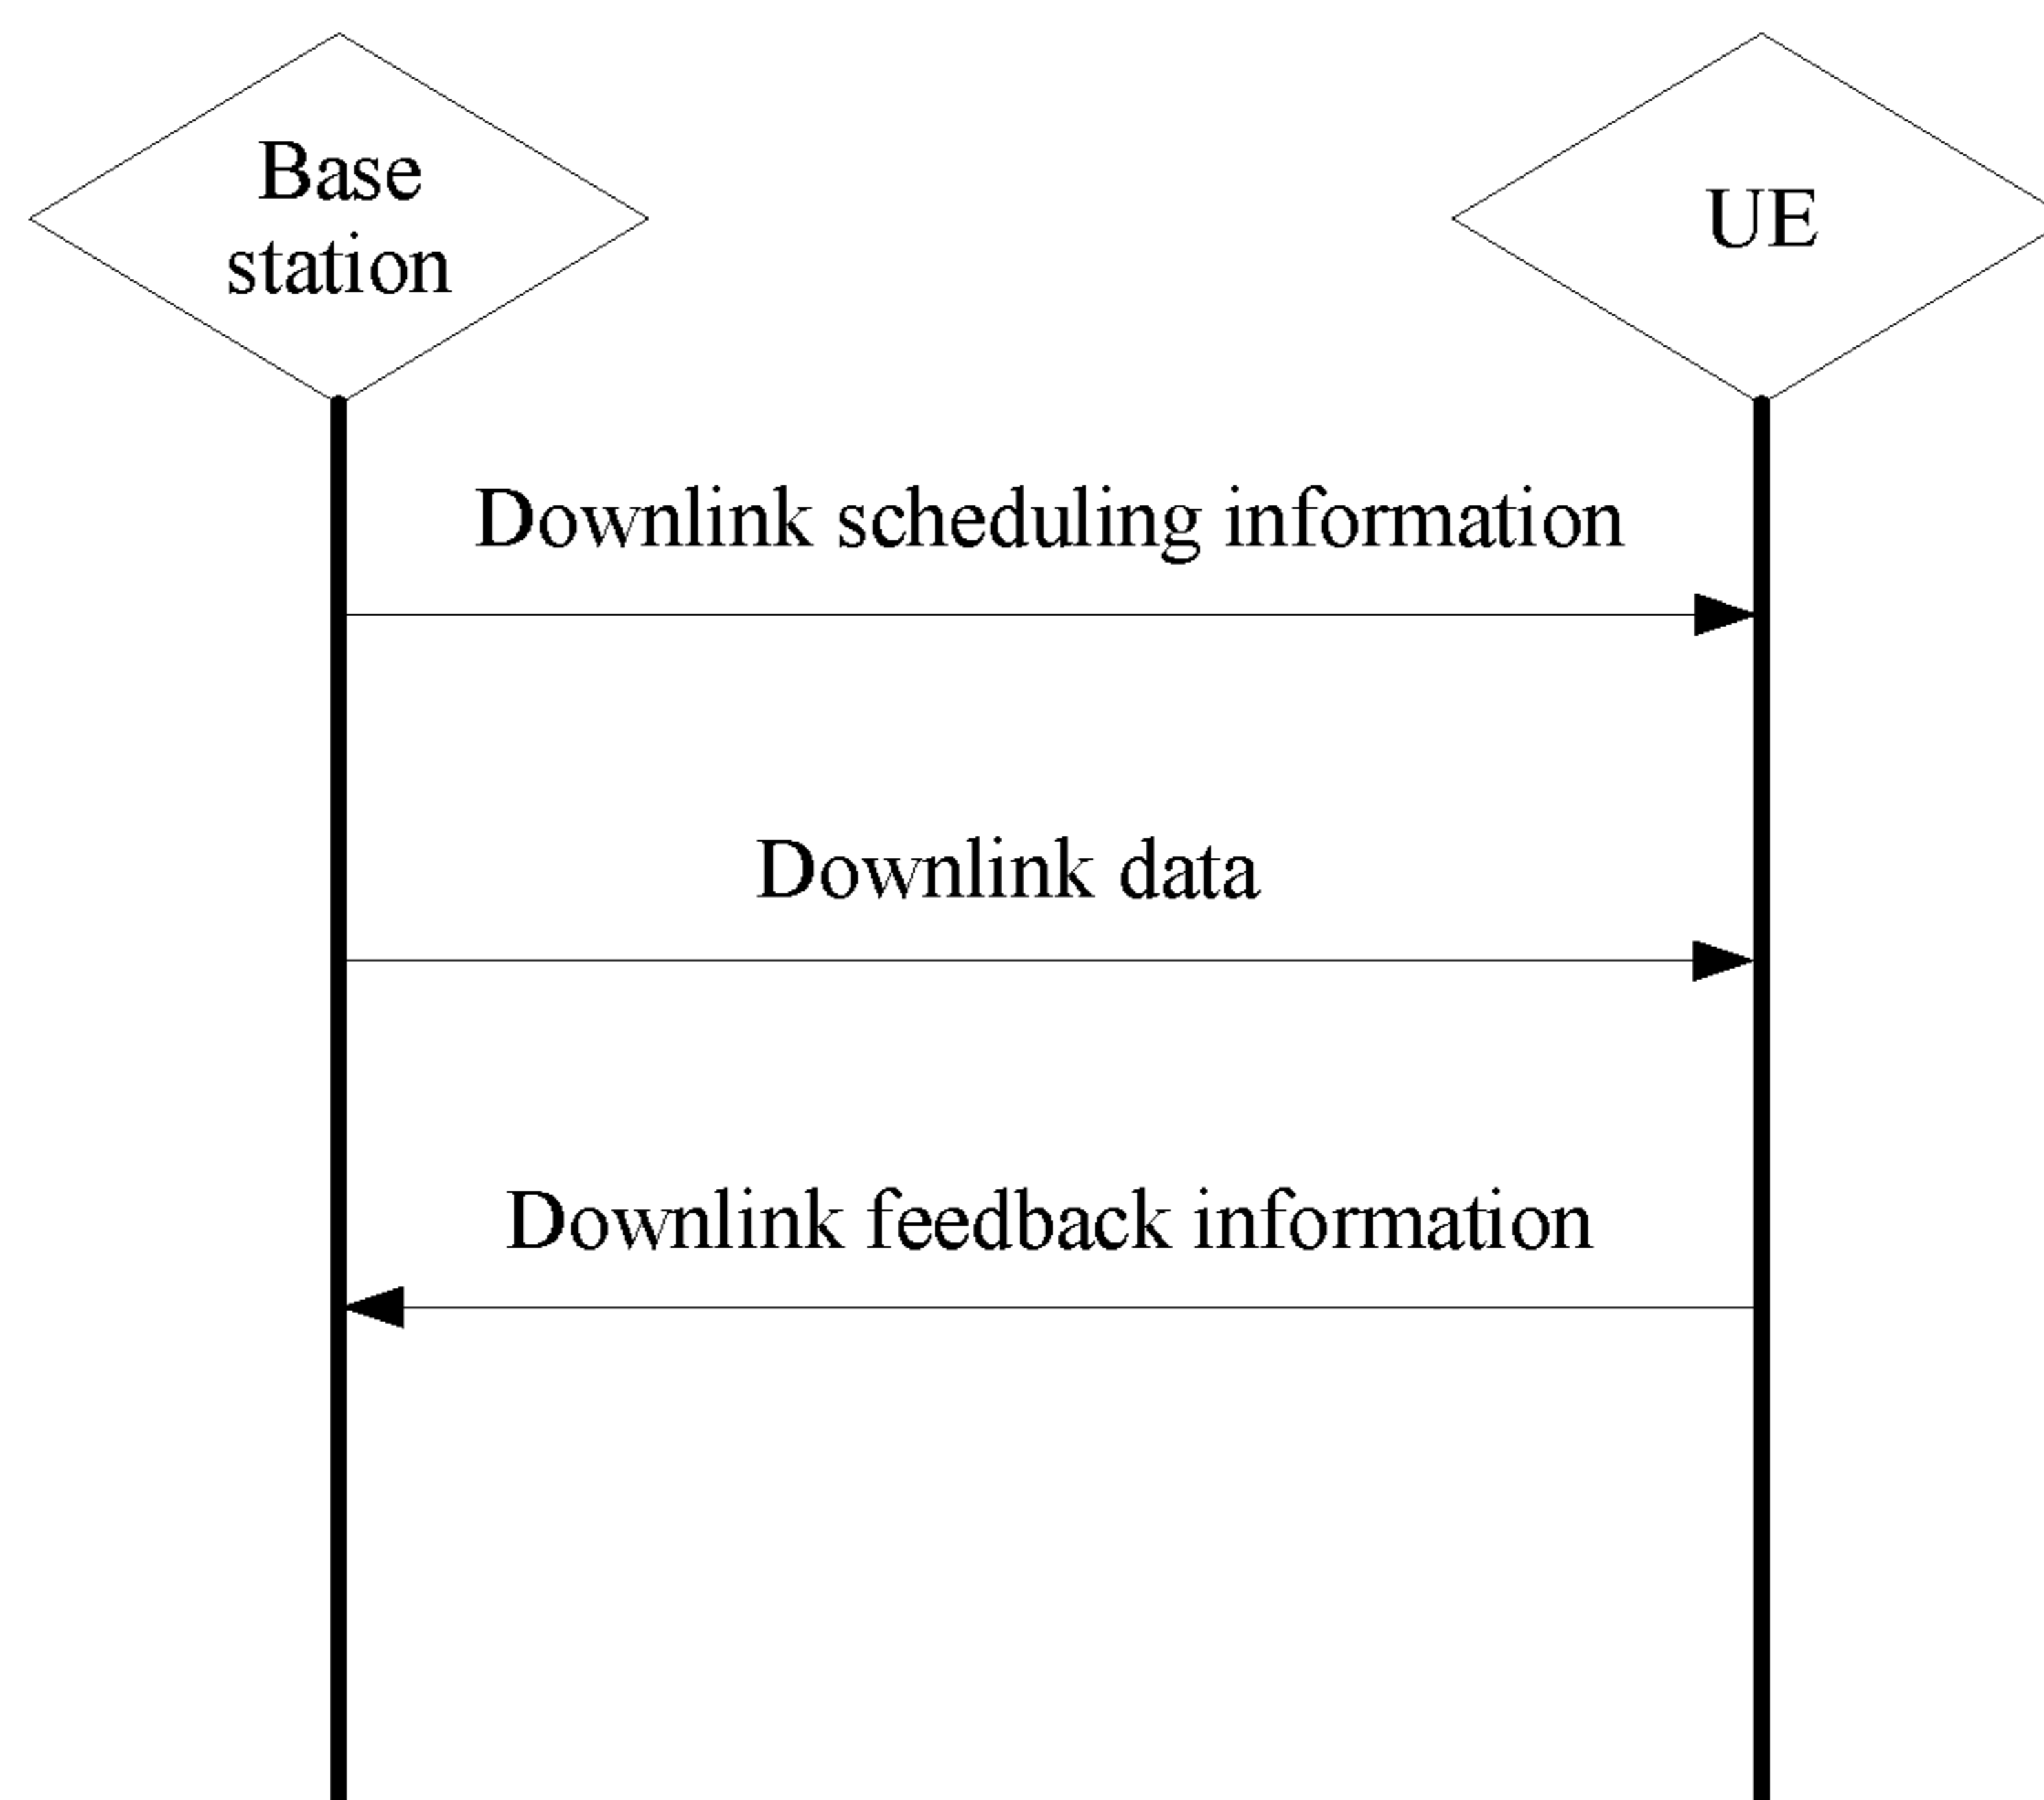 Base
station
UE
Downlink scheduling information
Downlink data
Downlink feedback information